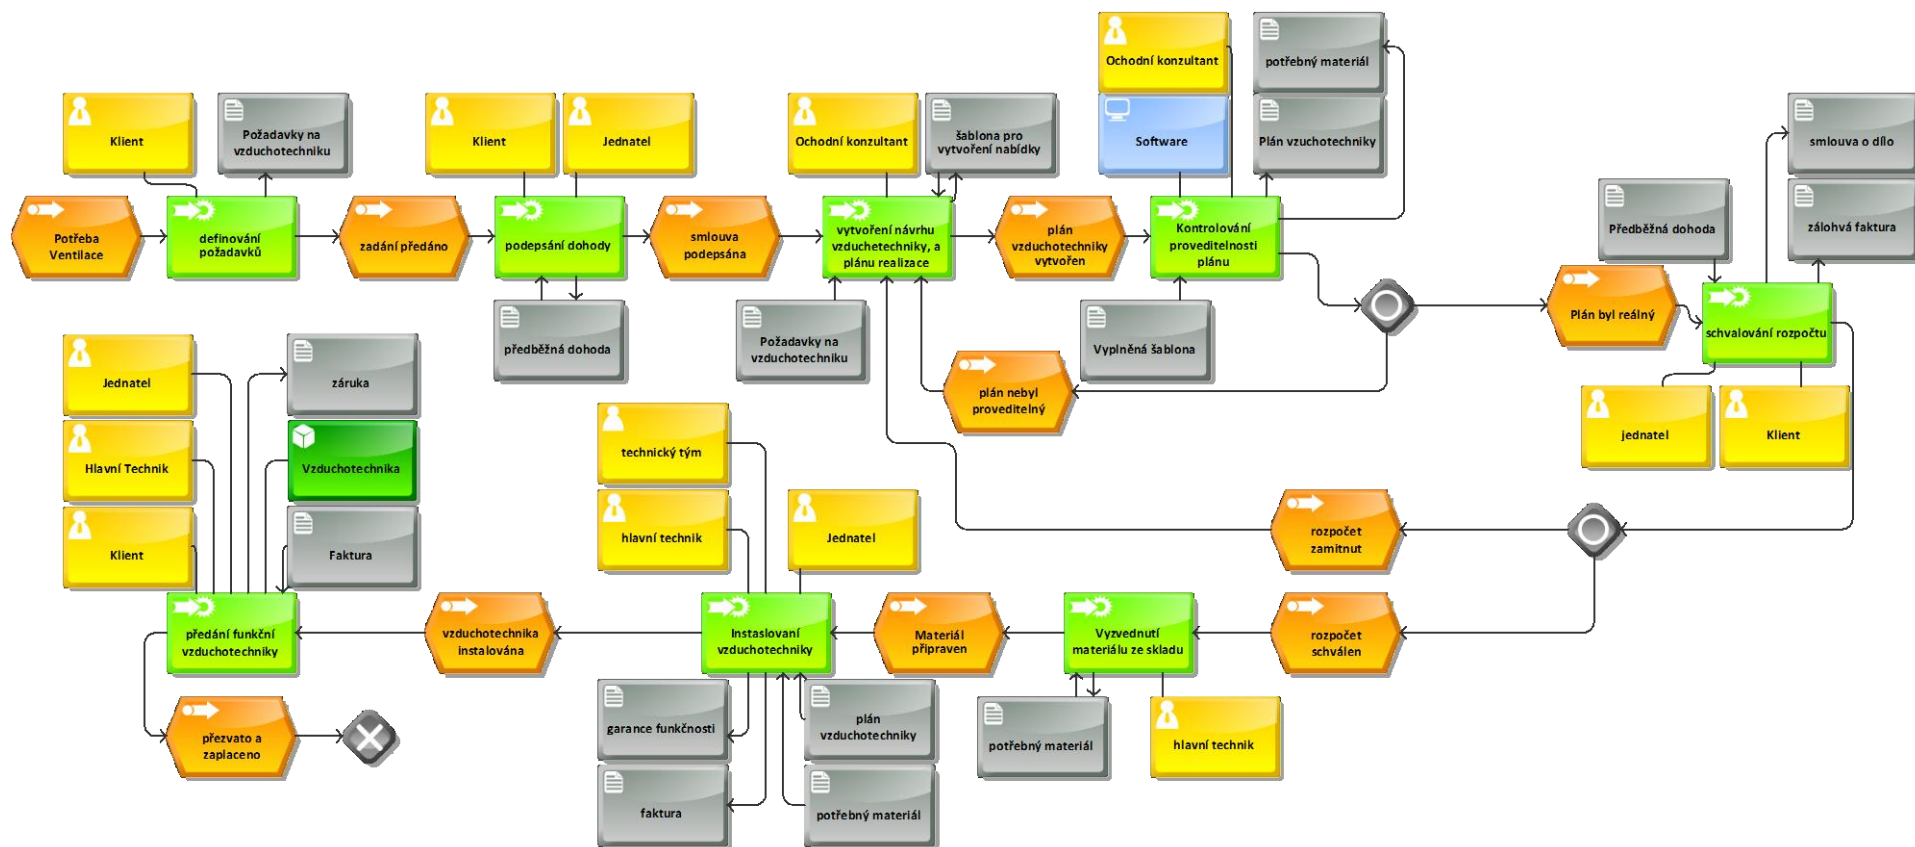 Ochodní konzultant
potřebný materiál
Klient
Požadavky na
vzduchotechniku
Klient
Jednatel
Ochodní konzultant
šablona pro
vytvoření nabídky
Software
Plán vzuchotechniky
smlouva o dílo
Potřeba
Ventilace
definování
požadavků
zadání předáno
podepsání dohody
smlouva
podepsána
vytvoření návrhu
vzduchetechniky, a
plánu realizace
plán
vzduchotechniky
vytvořen
Kontrolování
proveditelnosti
plánu
Předběžná dohoda
zálohvá faktura
předběžná dohoda
Požadavky na
vzduchotechniku
Vyplněná šablona
Plán byl reálný
schvalování rozpočtu
Jednatel
záruka
plán nebyl
proveditelný
jednatel
Klient
Hlavní Technik
Vzduchotechnika
technický tým
Klient
Faktura
hlavní technik
Jednatel
rozpočet
zamitnut
předání funkční
vzduchotechniky
vzduchotechnika
instalována
Instaslovaní
vzduchotechniky
Materiál
připraven
Vyzvednutí
materiálu ze skladu
rozpočet
schválen
přezvato a
zaplaceno
garance funkčnosti
plán
vzduchotechniky
potřebný materiál
hlavní technik
faktura
potřebný materiál